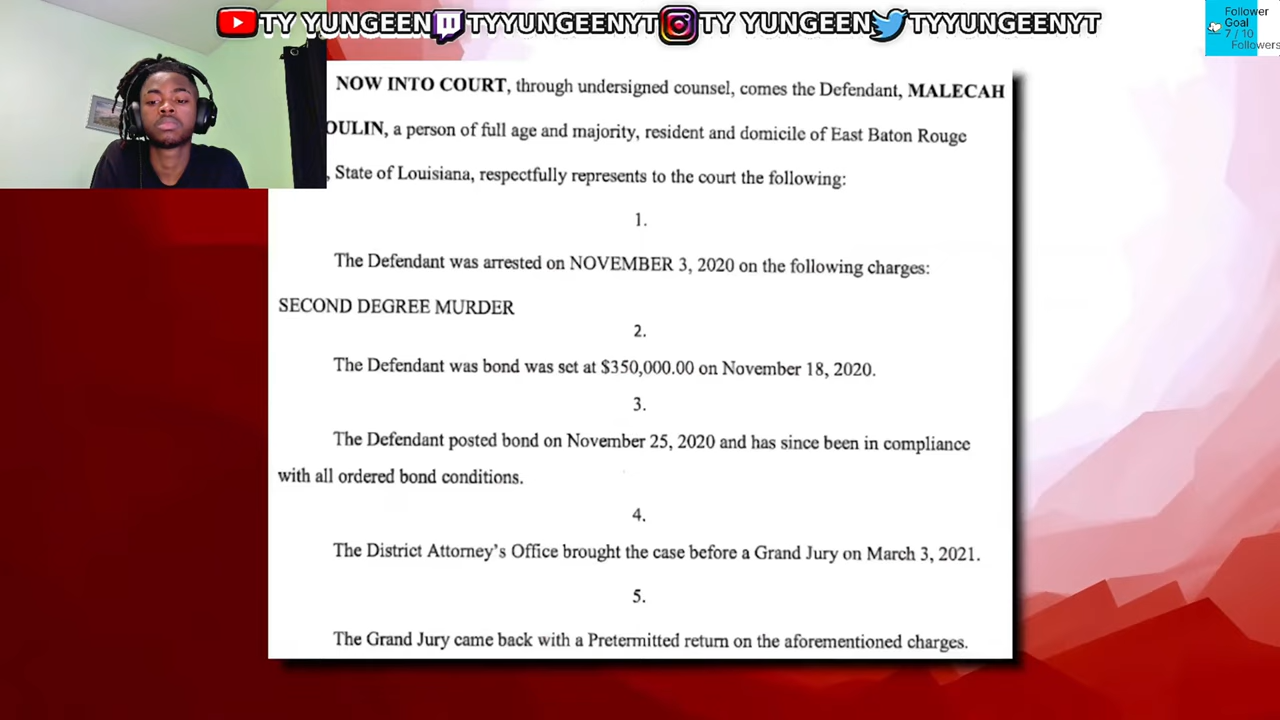 TY YUNGEEN TYYUNGEENYT TY YUNGEEN TYYUNGEENYT
Follower
Goal
7 / 10
Followers
NOW INTO COURT, through undersigned counsel, comes the Defendant, MALECAH
OULIN, a person of full age and majority, resident and domicile of East Baton Rouge
, State of Louisiana, respectfully represents to the court the following:
1.
The Defendant was arrested on NOVEMBER 3, 2020 on the following charges:
SECOND DEGREE MURDER
2.
The Defendant was bond was set at $350,000.00 on November 18, 2020.
3.
The Defendant posted bond on November 25, 2020 and has since been in compliance
with all ordered bond conditions.
4.
The District Attorney's Office brought the case before a Grand Jury on March 3, 2021.
5.
The Grand Jury came back with a Pretermitted return on the aforementioned charges.